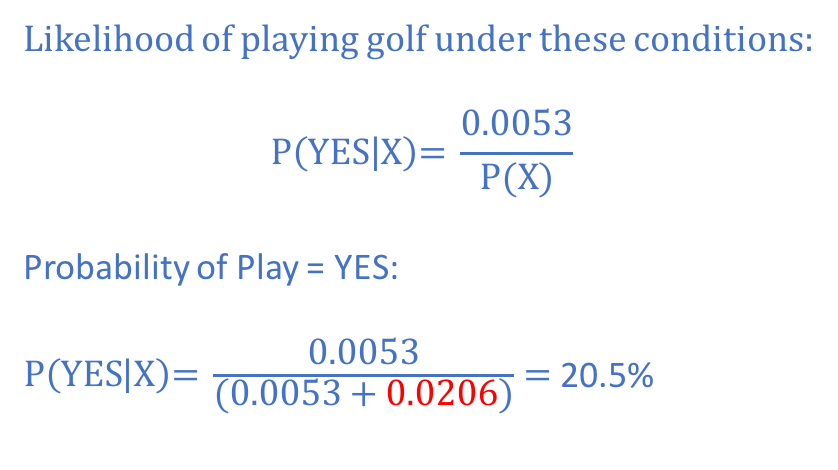 Likelihood of playing golf under these conditions:
P(YES|X)= 0.0053
P(X)
Probability of Play = YES:
P(YES|X)= 0.0053
(0.0053 + 0.0206) = 20.5%